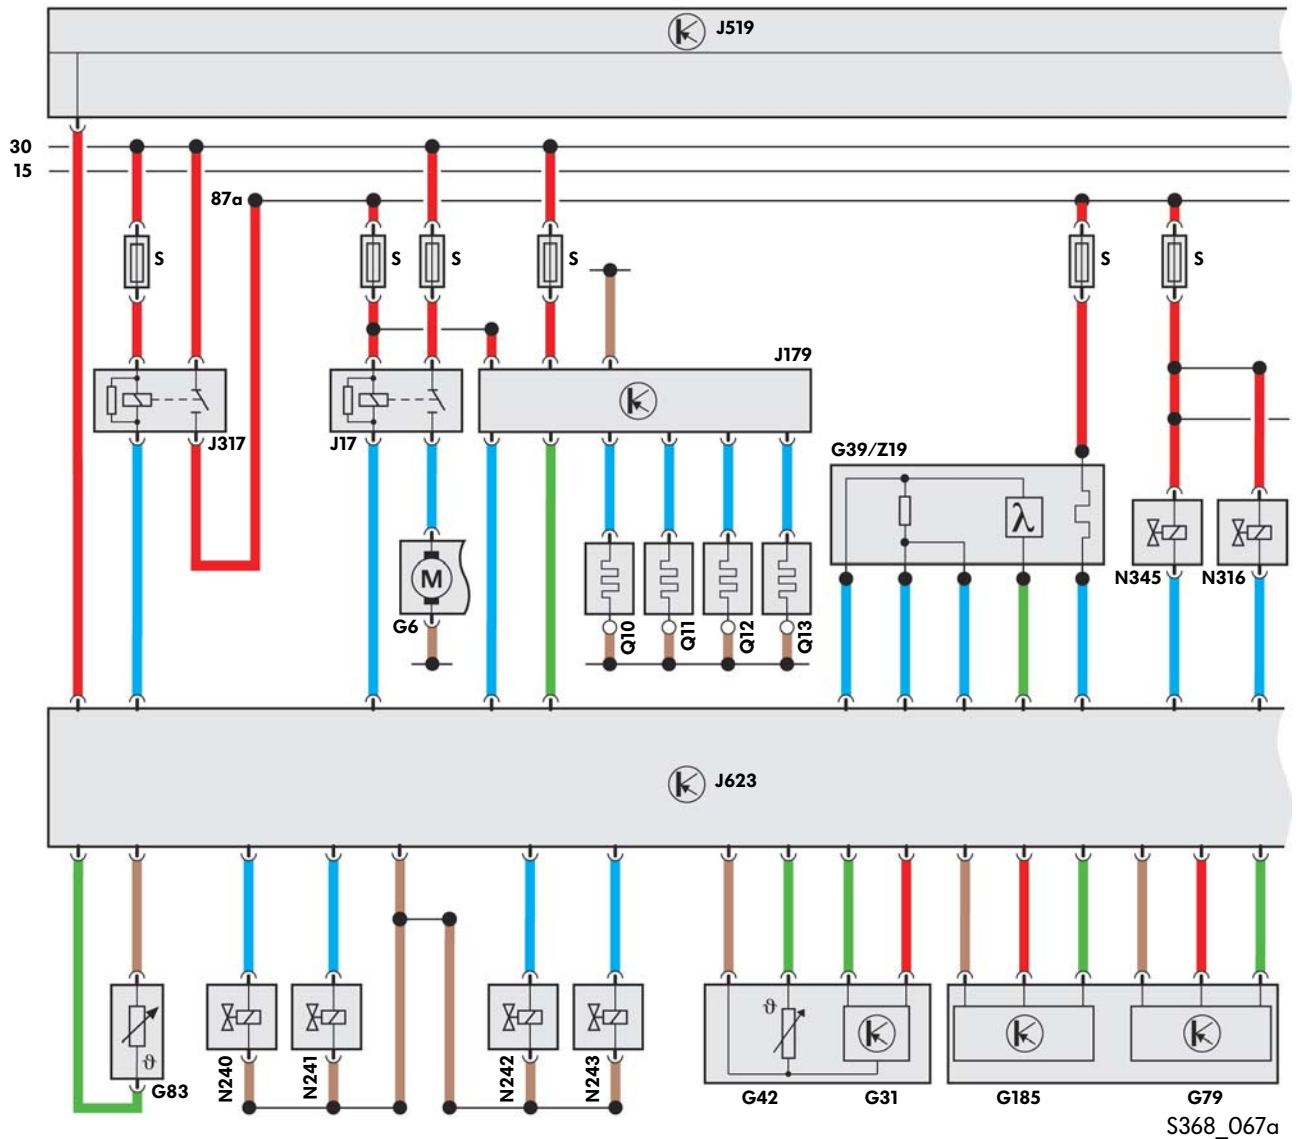 J519
30
15
87a
S
S
S
S
S
S
J179
J317
J17
G39/Z19
λ
M
G6
Q10
Q11
Q12
Q13
N345
N316
J623
ϑ
G83
N240
N241
N242
N243
ϑ
G42
G31
G185
G79
S368_067a